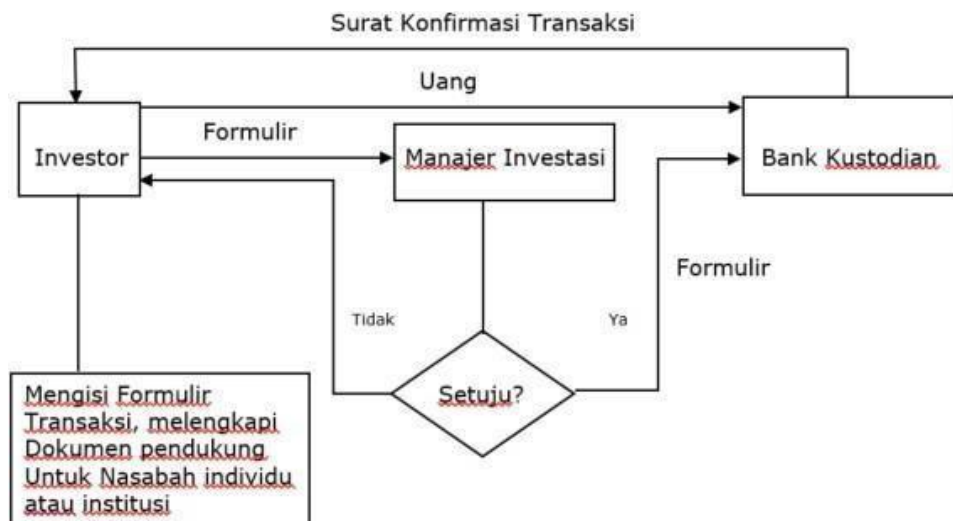 Surat Konfirmasi Transaksi
Uang
Formulir
Investor
Manajer Investasi
Bank Kustodian
Formulir
Tidak
Ya
Setuju?
Mengisi Formulir
Transaksi, melengkapi
Dokumen pendukung
Untuk Nasabah individu
atau institusi